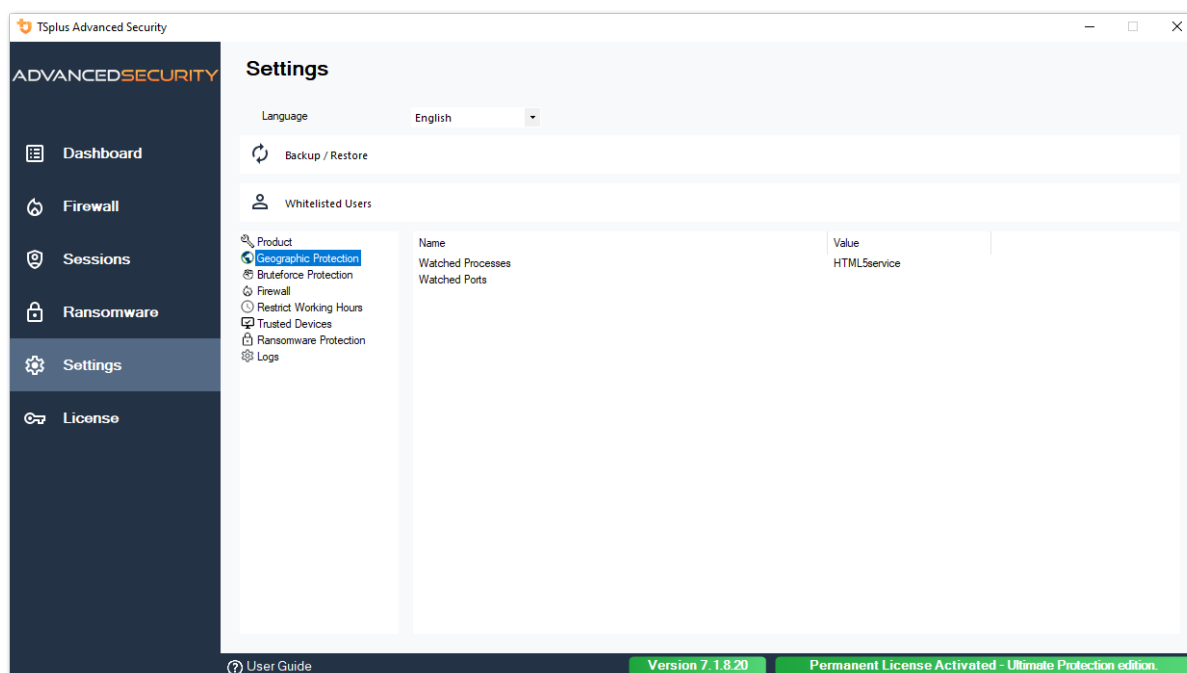 TSplus Advanced Security
ADVANCEDSECURITY
Settings
Language English
Backup / Restore
Whitelisted Users
Dashboard
Firewall
Sessions
Ransomware
Settings
License
Product
Geographic Protection
Bruteforce Protection
Firewall
Restrict Working Hours
Trusted Devices
Ransomware Protection
Logs
Name Value
Watched Processes HTML5service
Watched Ports
User Guide
Version 7.1.8.20
Permanent License Activated - Ultimate Protection edition.